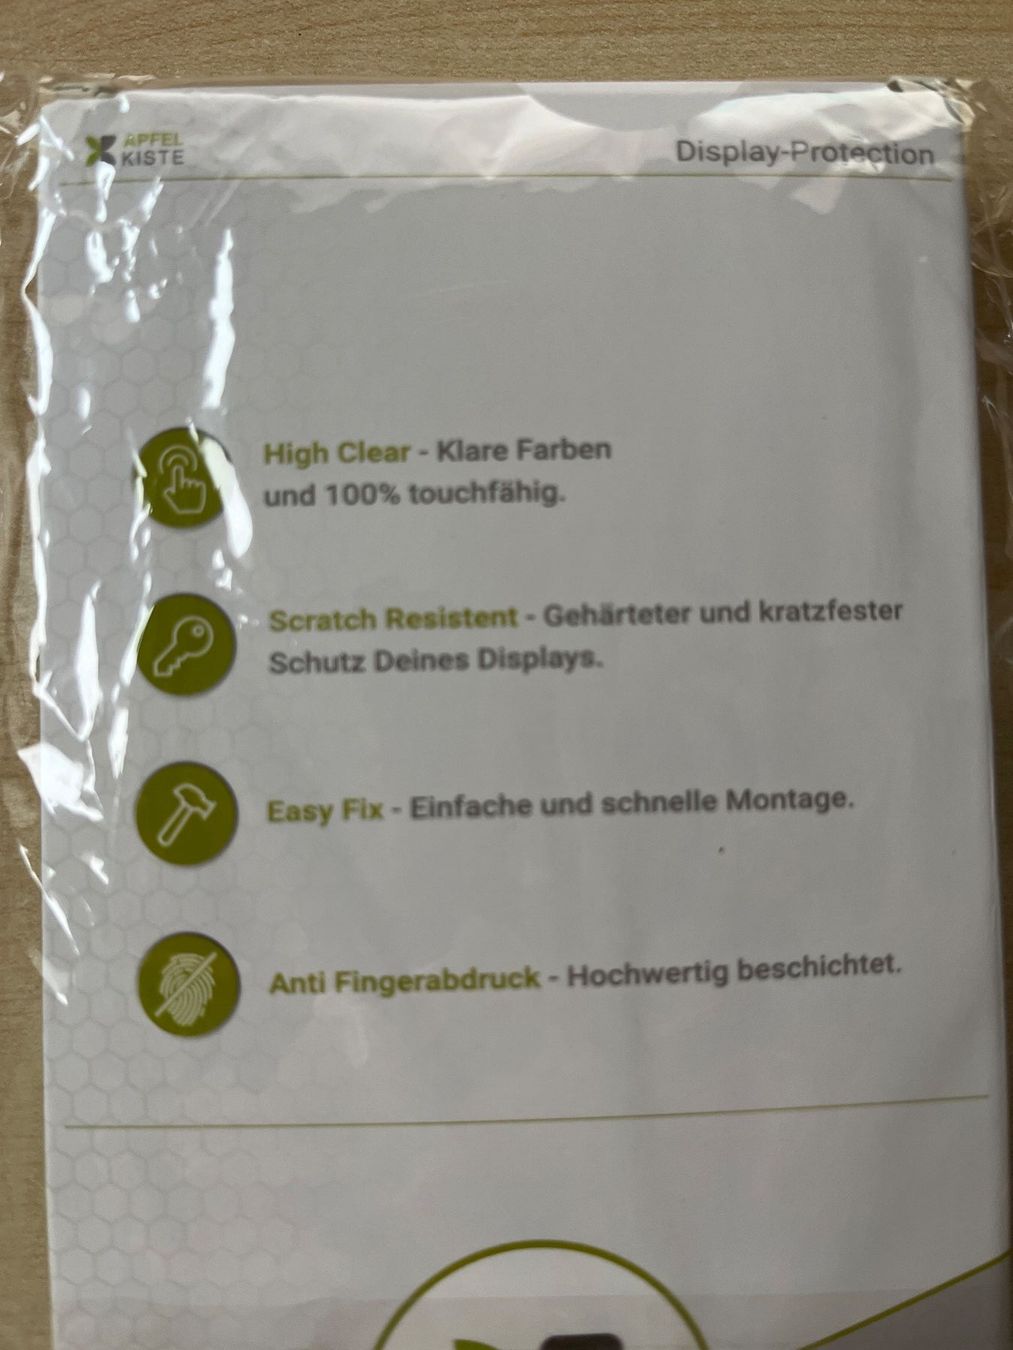 APFEL
KISTE
Display-Protection
High Clear - Klare Farben
und 100% touchfähig.
Scratch Resistent - Gehärteter und kratzfester
Schutz Deines Displays.
Easy Fix - Einfache und schnelle Montage.
Anti Fingerabdruck - Hochwertig beschichtet.